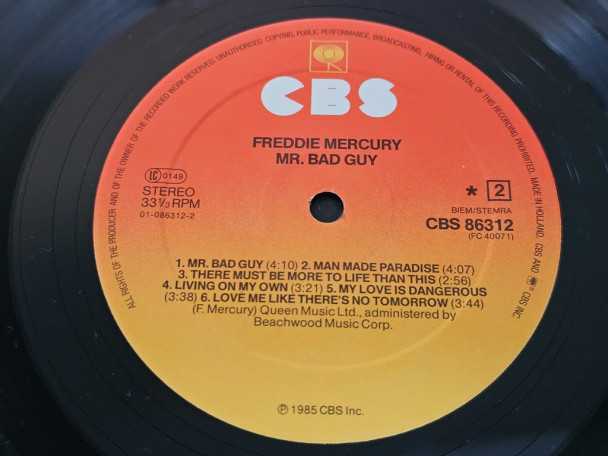 ALL RIGHTS OF THE PRODUCER AND OF THE OWNER OF THE RECORDED WORK RESERVED. UNAUTHORISED COPYING, PUBLIC PERFORMANCE, BROADCASTING, HIRING OR RENTAL OF THIS RECORDING PROHIBITED. MADE IN HOLLAND. CBS AND ® CBS INC.
CBS
FREDDIE MERCURY
MR. BAD GUY
LC 0149
STEREO
33⅓ RPM
01-086312-2
* 2
BIEM/STEMRA
CBS 86312
(FC 40071)
1. MR. BAD GUY (4:10) 2. MAN MADE PARADISE (4:07)
3. THERE MUST BE MORE TO LIFE THAN THIS (2:56)
4. LIVING ON MY OWN (3:21) 5. MY LOVE IS DANGEROUS
(3:38) 6. LOVE ME LIKE THERE'S NO TOMORROW (3:44)
(F. Mercury) Queen Music Ltd., administered by
Beachwood Music Corp.
℗ 1985 CBS Inc.